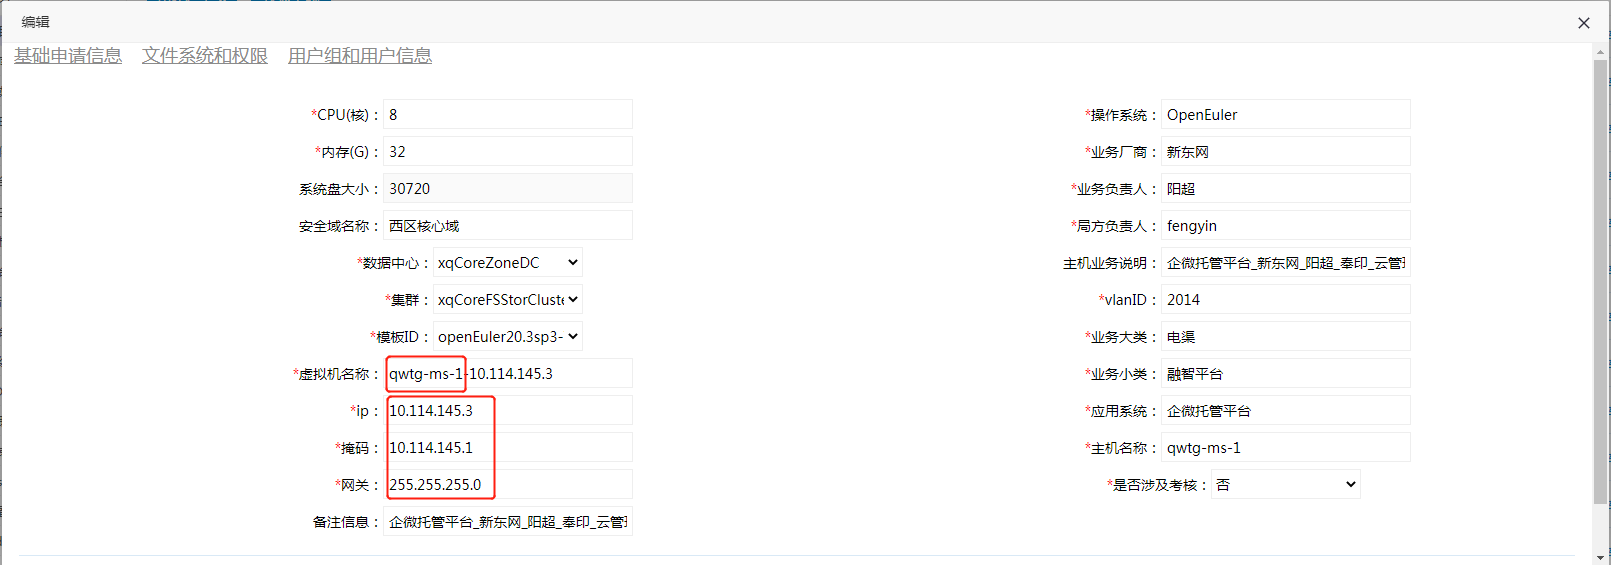 编辑
基础申请信息 文件系统和权限 用户组和用户信息
*CPU(核)： 8 *操作系统： OpenEuler
*内存(G)： 32 *业务厂商： 新东网
系统盘大小： 30720 *业务负责人： 阳超
安全域名称： 西区核心域 *局方负责人： fengyin
*数据中心： xqCoreZoneDC 主机业务说明： 企微托管平台_新东网_阳超_奉印_云管
*集群： xqCoreFSStorCluste *vlanID： 2014
*模板ID： openEuler20.3sp3- *业务大类： 电渠
*虚拟机名称： qwtg-ms-1-10.114.145.3 *业务小类： 融智平台
*ip： 10.114.145.3 *应用系统： 企微托管平台
*掩码： 10.114.145.1 *主机名称： qwtg-ms-1
*网关： 255.255.255.0 *是否涉及考核： 否
备注信息： 企微托管平台_新东网_阳超_奉印_云管